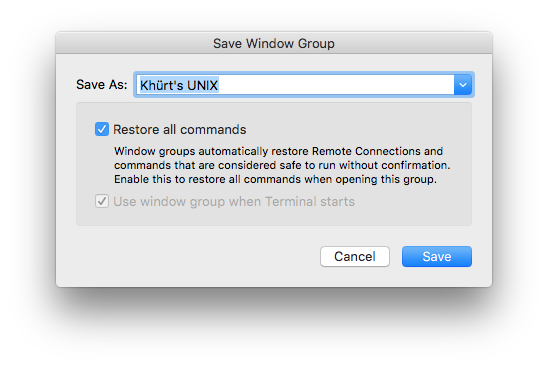 Save Window Group
Save As: Khürt's UNIX
Restore all commands
Window groups automatically restore Remote Connections and
commands that are considered safe to run without confirmation.
Enable this to restore all commands when opening this group.
Use window group when Terminal starts
Cancel Save